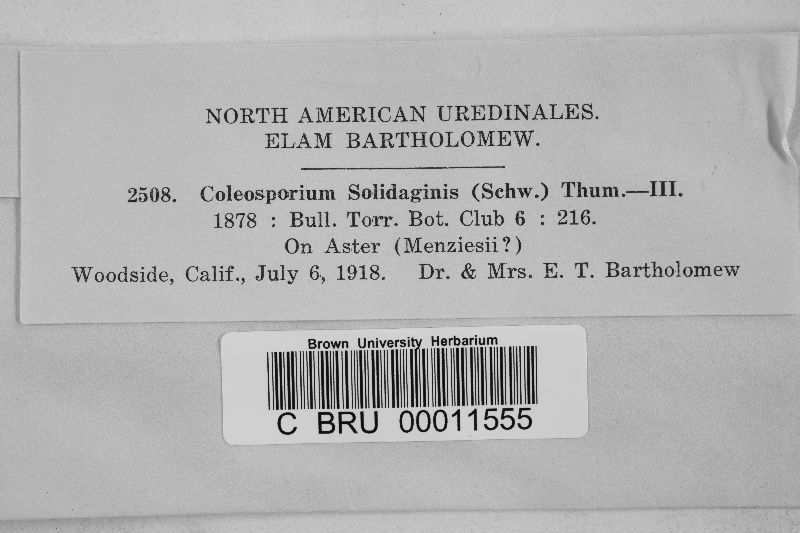 NORTH AMERICAN UREDINALES.
ELAM BARTHOLOMEW.
2508. Coleosporium Solidaginis (Schw.) Thum.—III.
1878 : Bull. Torr. Bot. Club 6 : 216.
On Aster (Menziesii?)
Woodside, Calif., July 6, 1918. Dr. & Mrs. E. T. Bartholomew
Brown University Herbarium
C BRU 00011555